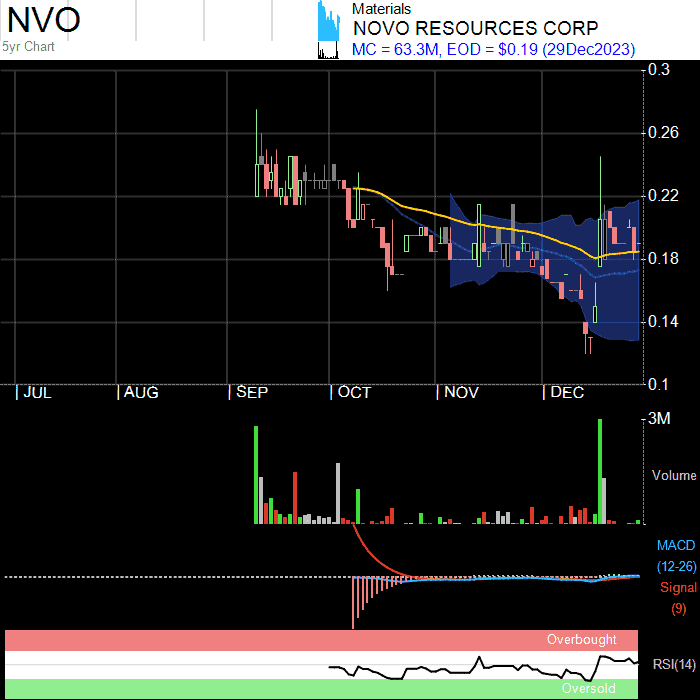 NVO
5yr Chart
Materials
NOVO RESOURCES CORP
MC = 63.3M, EOD = $0.19 (29Dec2023)
0.3
0.26
0.22
0.18
0.14
0.1
JUL AUG SEP OCT NOV DEC
3M
Volume
MACD
(12-26)
Signal
(9)
Overbought
RSI(14)
Oversold